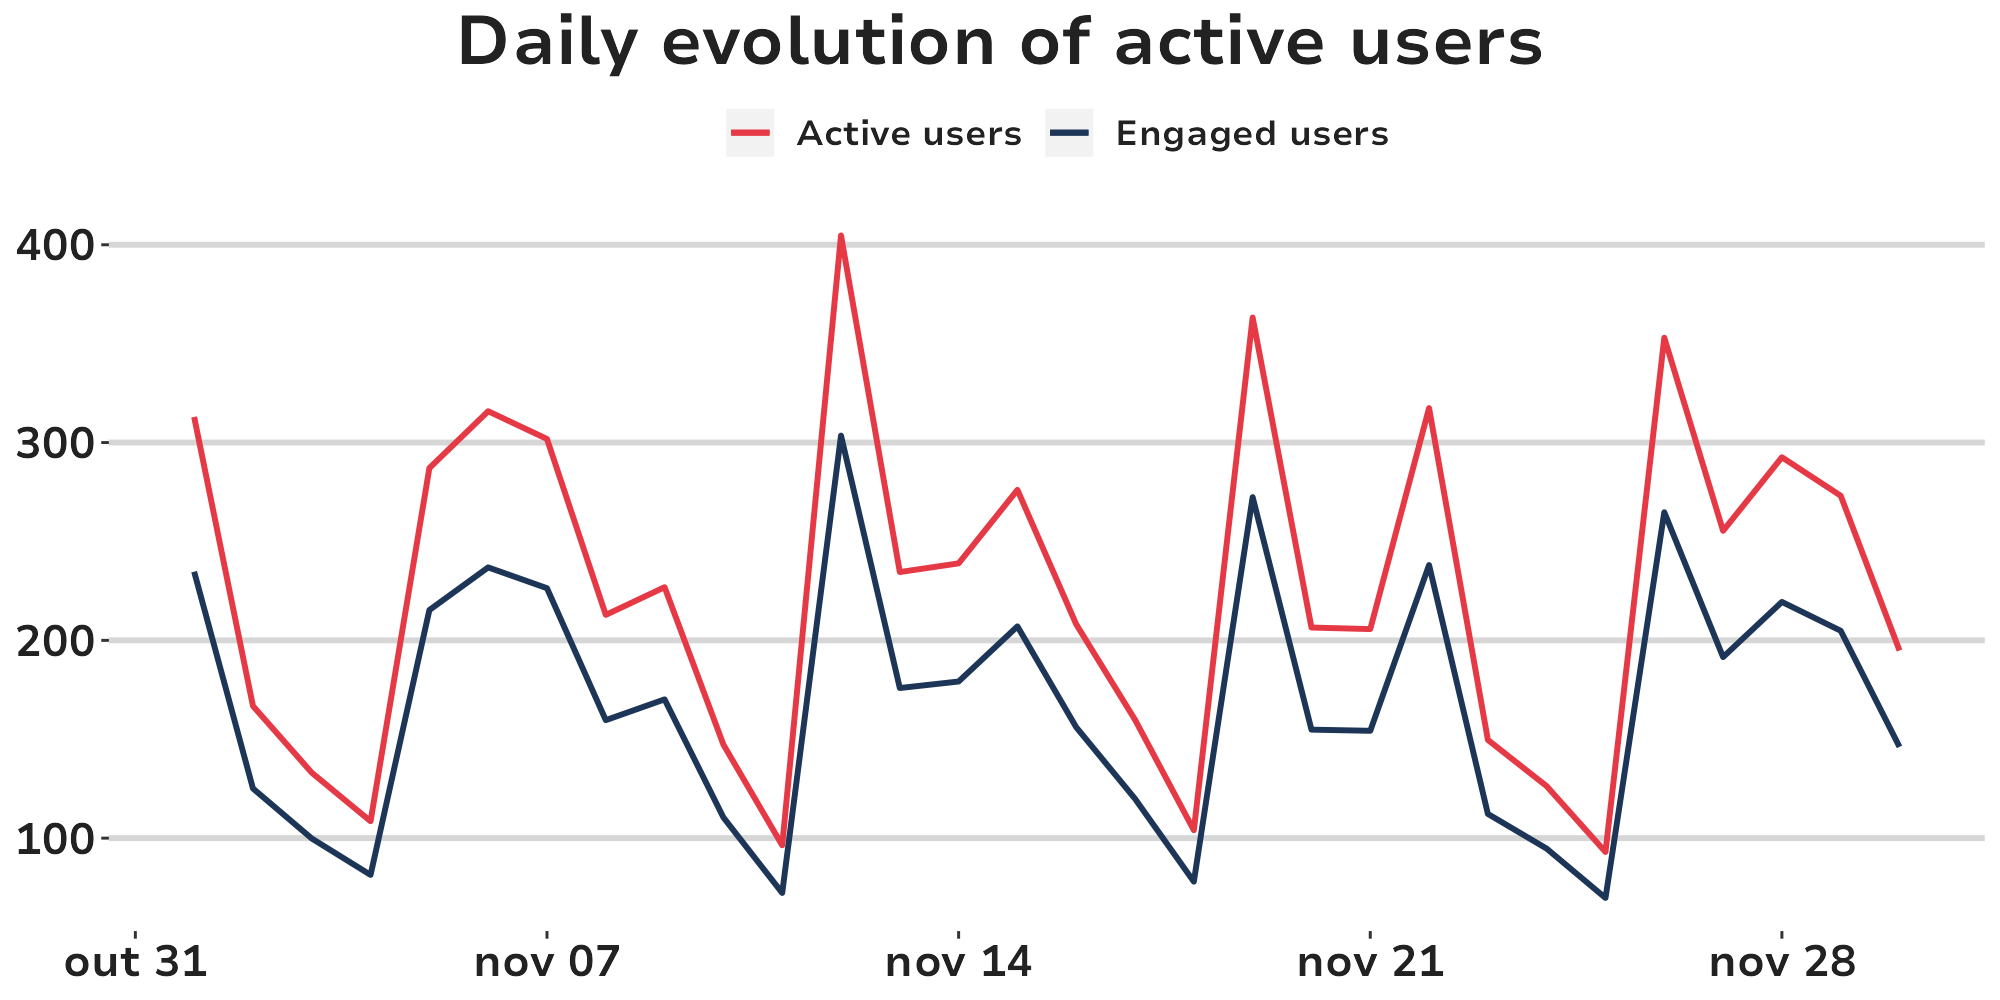 Daily evolution of active users
Active users Engaged users
400
300
200
100
out 31 nov 07 nov 14 nov 21 nov 28